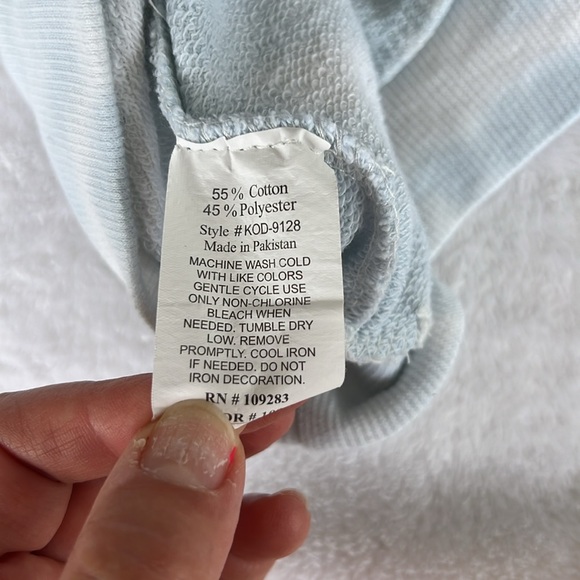 55% Cotton
45% Polyester
Style #KOD-9128
Made in Pakistan
MACHINE WASH COLD
WITH LIKE COLORS
GENTLE CYCLE USE
ONLY NON-CHLORINE
BLEACH WHEN
NEEDED. TUMBLE DRY
LOW. REMOVE
PROMPTLY. COOL IRON
IF NEEDED. DO NOT
IRON DECORATION.
RN # 109283